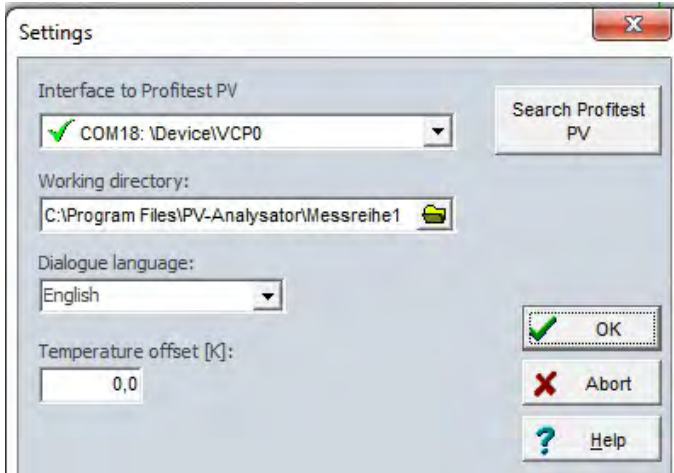 Settings
Interface to Profitest PV
COM18: \Device\VCP0
Search Profitest
PV
Working directory:
C:\Program Files\PV-Analysator\Messreihe1
Dialogue language:
English
Temperature offset [K]:
0,0
OK
Abort
Help